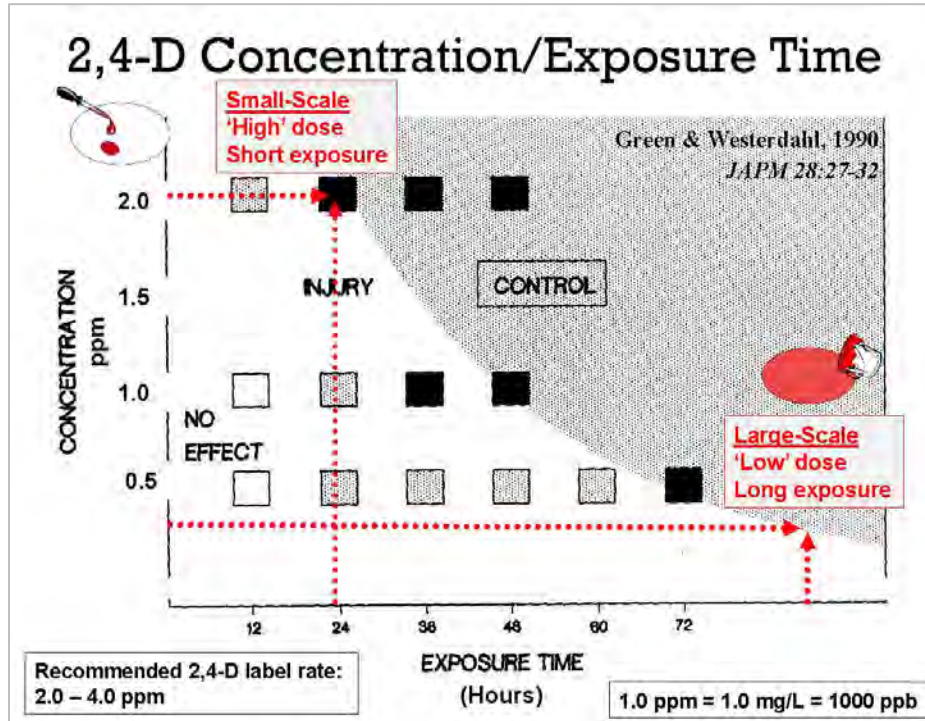 2,4-D Concentration/Exposure Time
Small-Scale
'High' dose
Short exposure
Green & Westerdahl, 1990
JAPM 28:27-32
2.0
INJURY
CONTROL
1.5
CONCENTRATION
ppm
1.0
NO
EFFECT
Large-Scale
'Low' dose
Long exposure
0.5
12 24 36 48 60 72
EXPOSURE TIME
(Hours)
Recommended 2,4-D label rate:
2.0 – 4.0 ppm
1.0 ppm = 1.0 mg/L = 1000 ppb